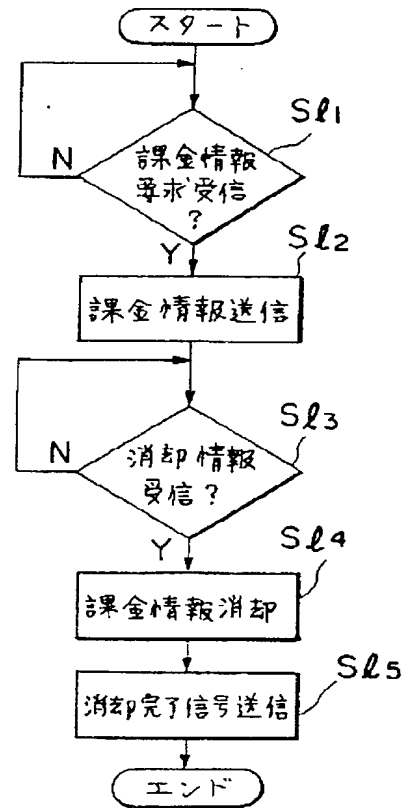 スタート
Sl1
N
課金情報
要求受信
?
Y
Sl2
課金情報送信
N
Sl3
消却情報
受信?
Y
Sl4
課金情報消却
Sl5
消却完了信号送信
エンド